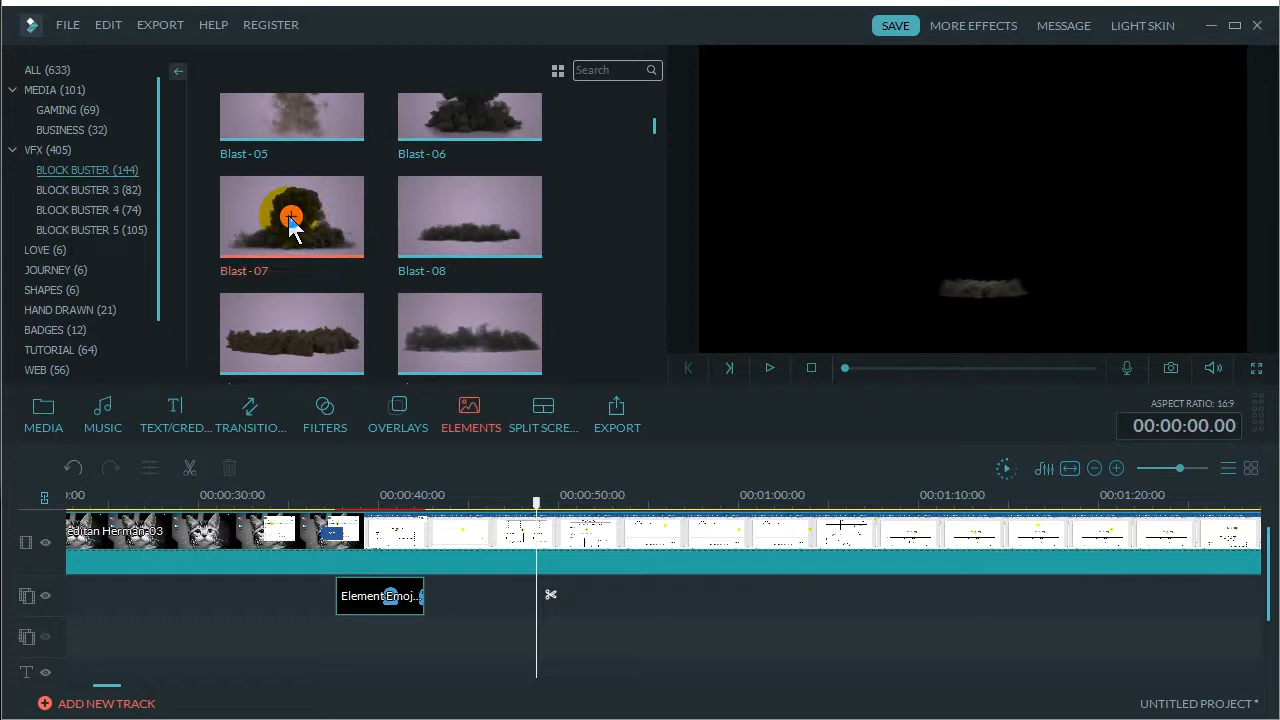 FILE EDIT EXPORT HELP REGISTER SAVE MORE EFFECTS MESSAGE LIGHT SKIN
ALL (633)
MEDIA (101)
GAMING (69)
BUSINESS (32)
VFX (405)
BLOCK BUSTER (144)
BLOCK BUSTER 3 (82)
BLOCK BUSTER 4 (74)
BLOCK BUSTER 5 (105)
LOVE (6)
JOURNEY (6)
SHAPES (6)
HAND DRAWN (21)
BADGES (12)
TUTORIAL (64)
WEB (56)
Search
Blast-05 Blast-06
Blast-07 Blast-08
MEDIA MUSIC TEXT/CRED... TRANSITIO... FILTERS OVERLAYS ELEMENTS SPLIT SCRE... EXPORT
ASPECT RATIO: 16:9
00:00:00.00
:00 00:00:30:00 00:00:40:00 00:00:50:00 00:01:00:00 00:01:10:00 00:01:20:00
editan Herman-03
Element Emoj...
ADD NEW TRACK
UNTITLED PROJECT *